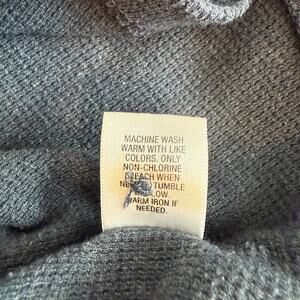 MACHINE WASH
WARM WITH LIKE
COLORS. ONLY
NON-CHLORINE
BLEACH WHEN
TUMBLE
LOW.
WARM IRON IF
NEEDED.